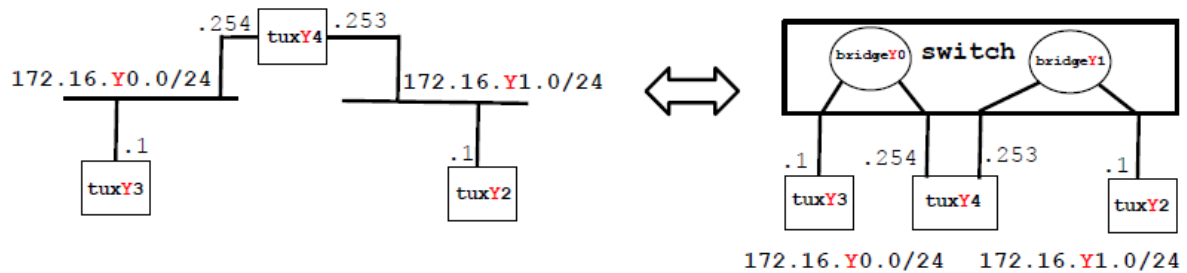 .254
tuxY4
.253
172.16.Y0.0/24
172.16.Y1.0/24
.1
tuxY3
.1
tuxY2
bridgeY0
switch
bridgeY1
.1
.254
.253
.1
tuxY3
tuxY4
tuxY2
172.16.Y0.0/24
172.16.Y1.0/24